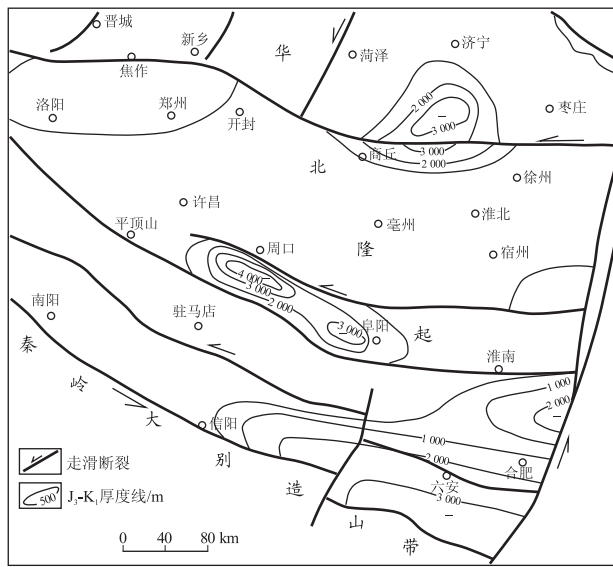 晋城
新乡
华
菏泽
济宁
焦作
2 000
枣庄
洛阳
郑州
开封
3 000
3 000
商丘
2 000
北
徐州
许昌
平顶山
亳州
淮北
周口
隆
宿州
4 000
3 000
2 000
南阳
驻马店
3 000
阜阳
起
秦
淮南
岭
1 000
大
2 000
信阳
别
1 000
走滑断裂
2 000
合肥
六安
造
500
J₃-K₁厚度线/m
3 000
山
带
0 40 80 km